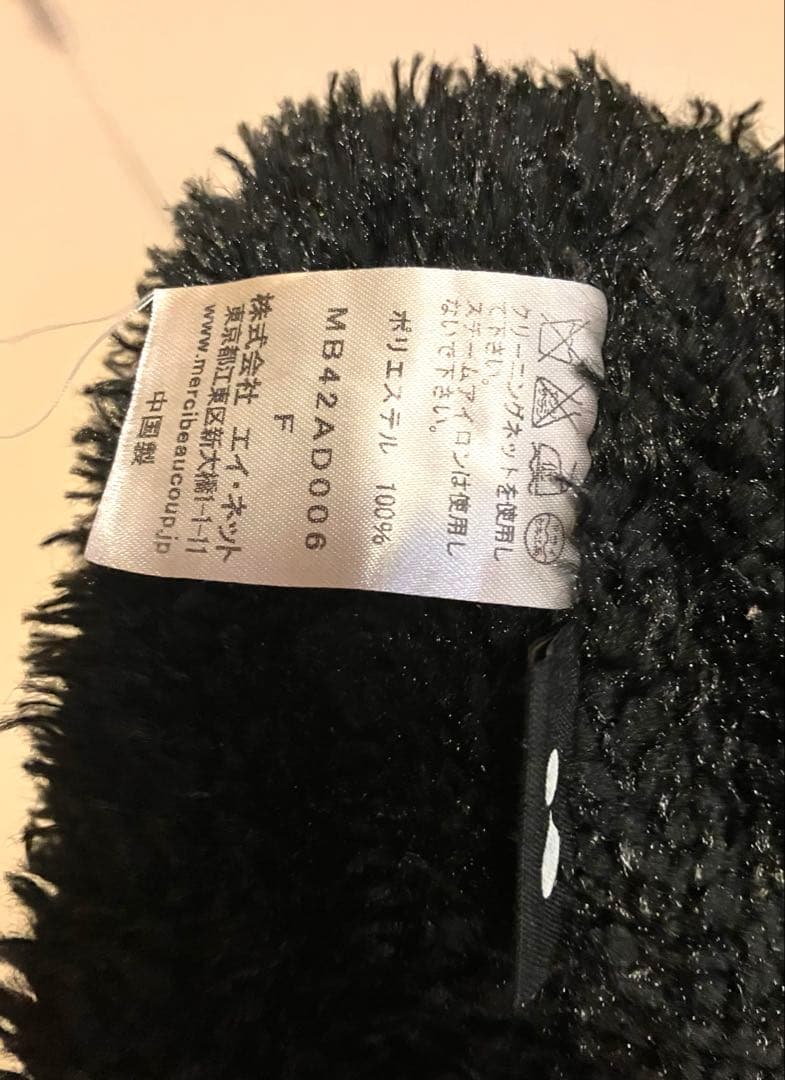 クリーニングネットを使用し
て下さい。
スチームアイロンは使用し
ないで下さい。
ポリエステル 100%
MB42AD006
F
株式会社 エイ・ネット
東京都江東区新大橋1-1-11
www.mercibeaucoup.jp
中国製